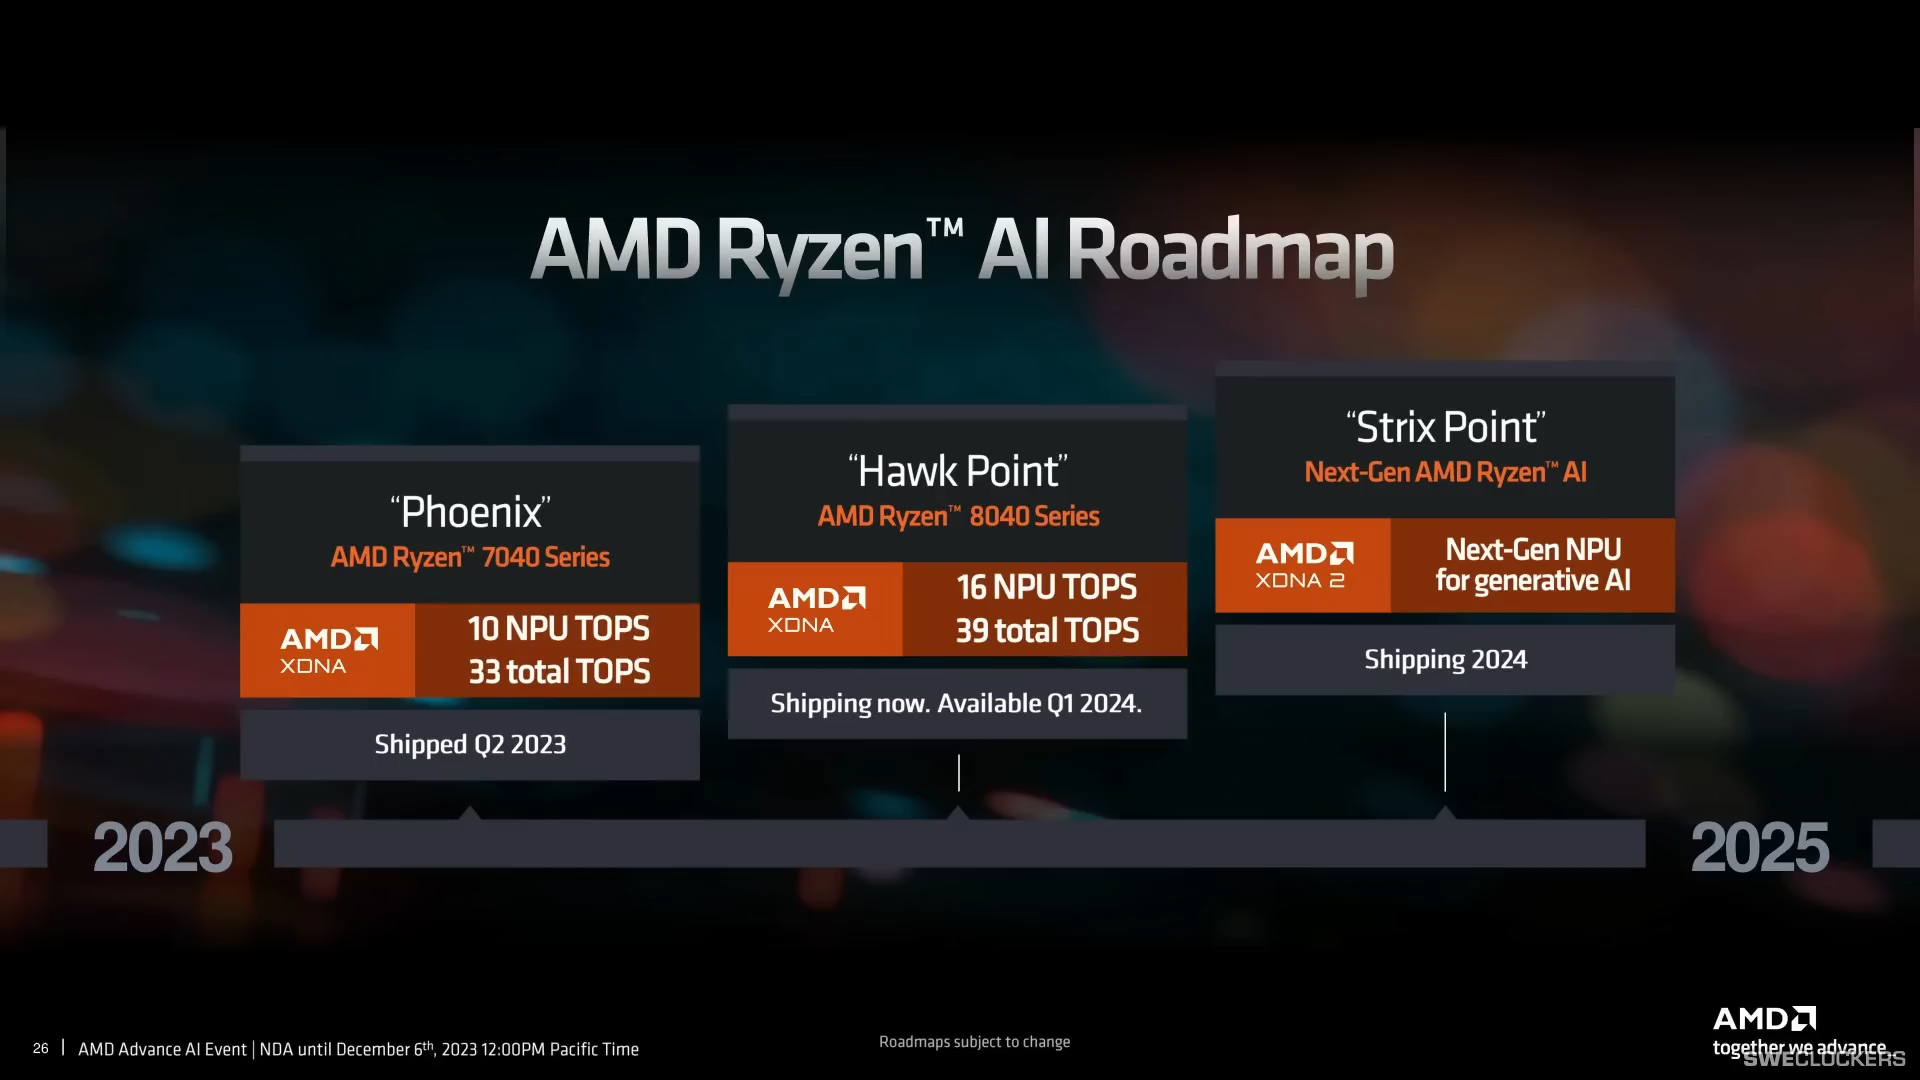 AMD Ryzen™ AI Roadmap
“Phoenix”
AMD Ryzen™ 7040 Series
AMD
XDNA
10 NPU TOPS
33 total TOPS
Shipped Q2 2023
“Hawk Point”
AMD Ryzen™ 8040 Series
AMD
XDNA
16 NPU TOPS
39 total TOPS
Shipping now. Available Q1 2024.
“Strix Point”
Next-Gen AMD Ryzen™ AI
AMD
XDNA 2
Next-Gen NPU
for generative AI
Shipping 2024
2023
2025
26 | AMD Advance AI Event | NDA until December 6th, 2023 12:00PM Pacific Time
Roadmaps subject to change
AMD
together we advance_
SWECLOCKERS